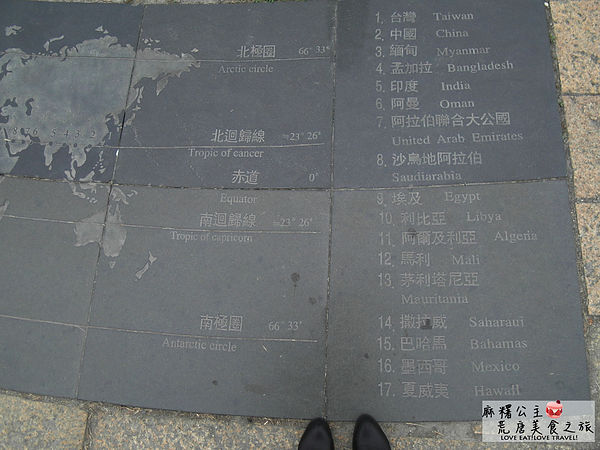 北極圈 66° 33'
Arctic circle
北迴歸線 ≒23° 26'
Tropic of cancer
赤道 0°
Equator
南迴歸線 ≒23° 26'
Tropic of capricorn
南極圈 66° 33'
Antarctic circle
8 7 6 5 4 3 2
1. 台灣 Taiwan
2. 中國 China
3. 緬甸 Myanmar
4. 孟加拉 Bangladesh
5. 印度 India
6. 阿曼 Oman
7. 阿拉伯聯合大公國
United Arab Emirates
8. 沙烏地阿拉伯
Saudiarabia
9. 埃及 Egypt
10. 利比亞 Libya
11. 阿爾及利亞 Algeria
12. 馬利 Mali
13. 茅利塔尼亞
Mauritania
14. 撒拉威 Saharaui
15. 巴哈馬 Bahamas
16. 墨西哥 Mexico
17. 夏威夷 Hawaii
麻糬公主
荒唐美食之旅
LOVE EAT!LOVE TRAVEL!